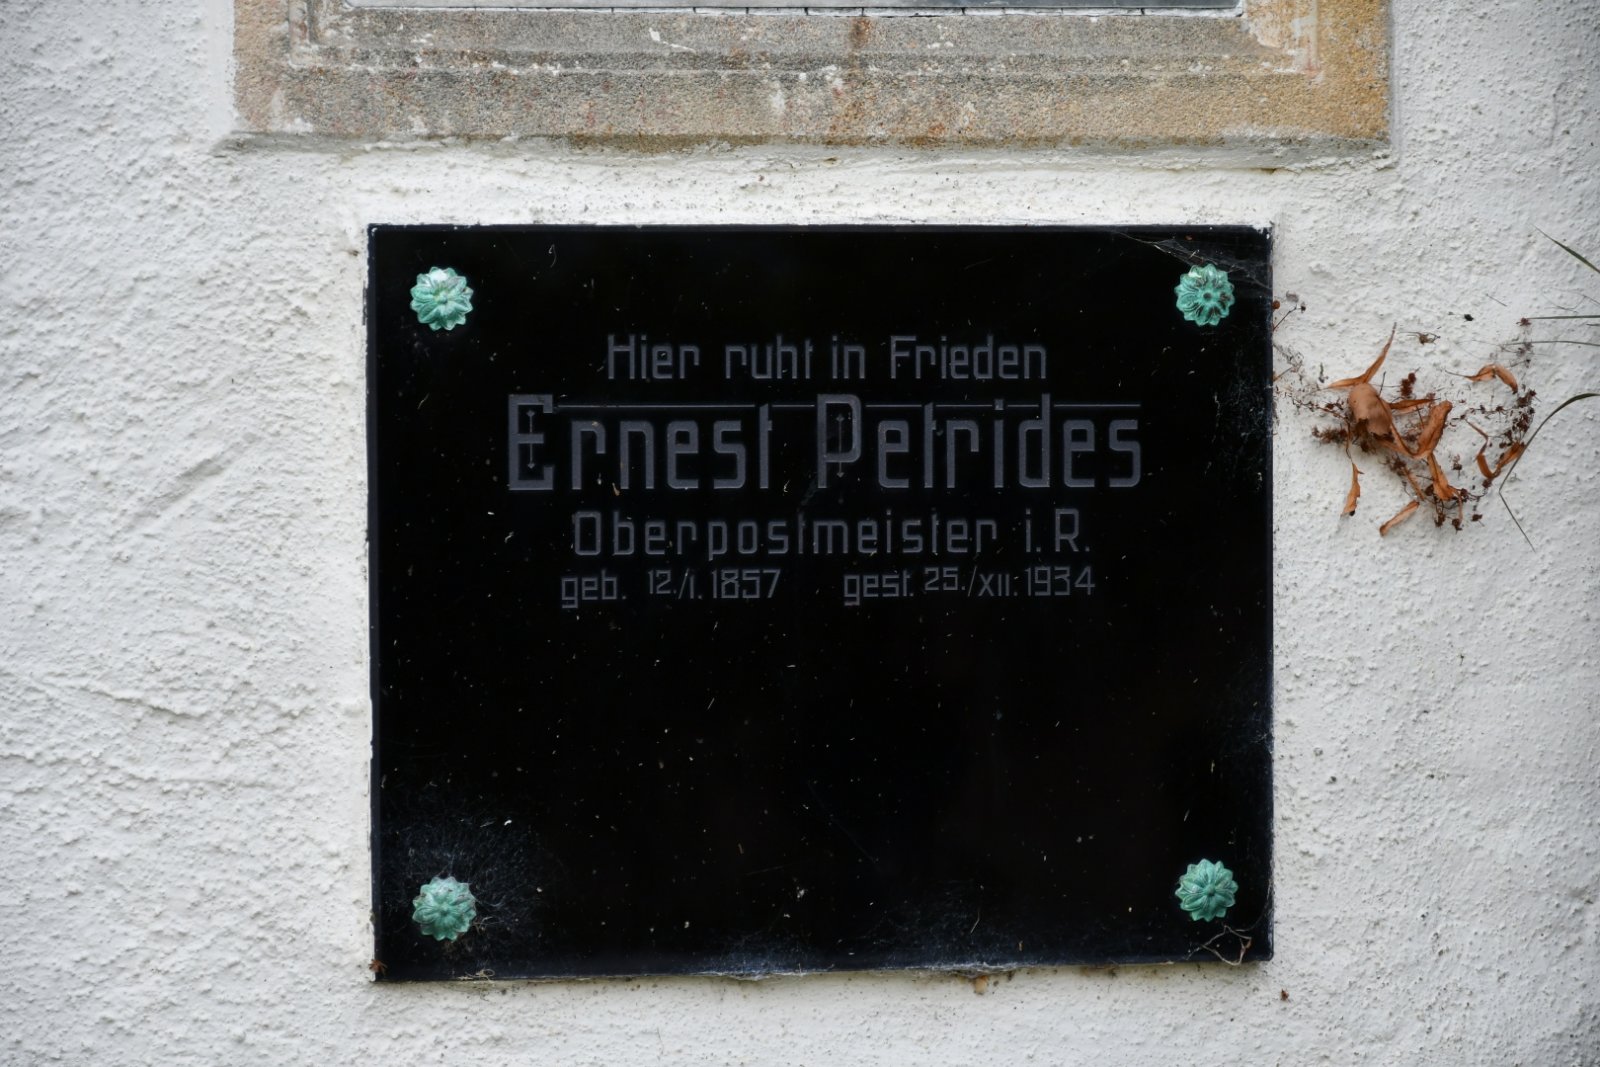 Hier ruht in Frieden
Ernest Petrides
Oberpostmeister i. R.
geb. 12./I. 1857 gest. 25./XII. 1934